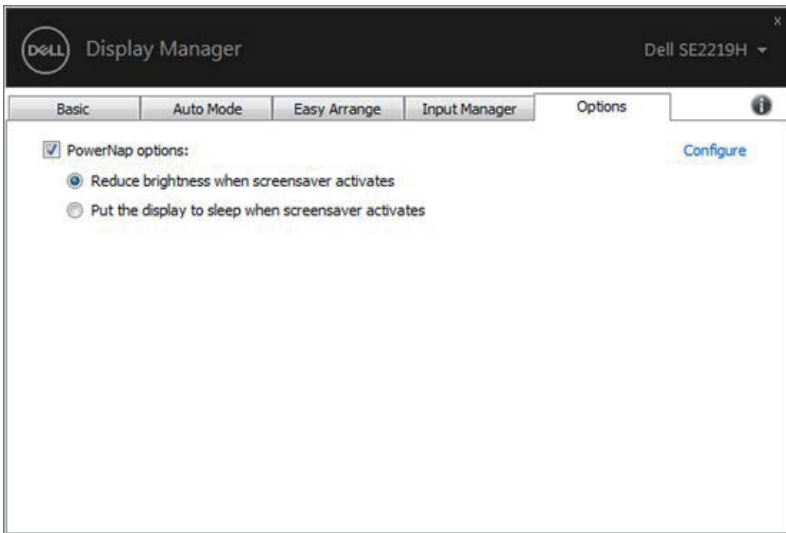 x
DELL Display Manager Dell SE2219H
Basic Auto Mode Easy Arrange Input Manager Options
PowerNap options: Configure
Reduce brightness when screensaver activates
Put the display to sleep when screensaver activates